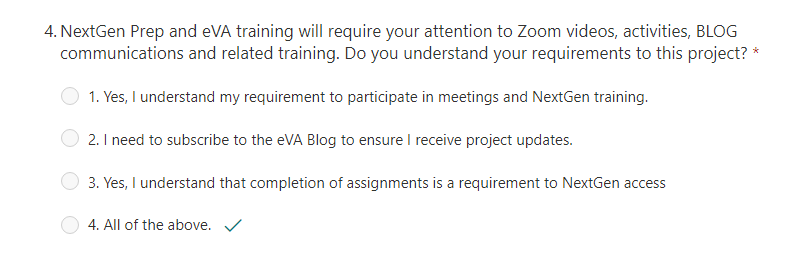 4. NextGen Prep and eVA training will require your attention to Zoom videos, activities, BLOG
communications and related training. Do you understand your requirements to this project? *
1. Yes, I understand my requirement to participate in meetings and NextGen training.
2. I need to subscribe to the eVA Blog to ensure I receive project updates.
3. Yes, I understand that completion of assignments is a requirement to NextGen access
4. All of the above.